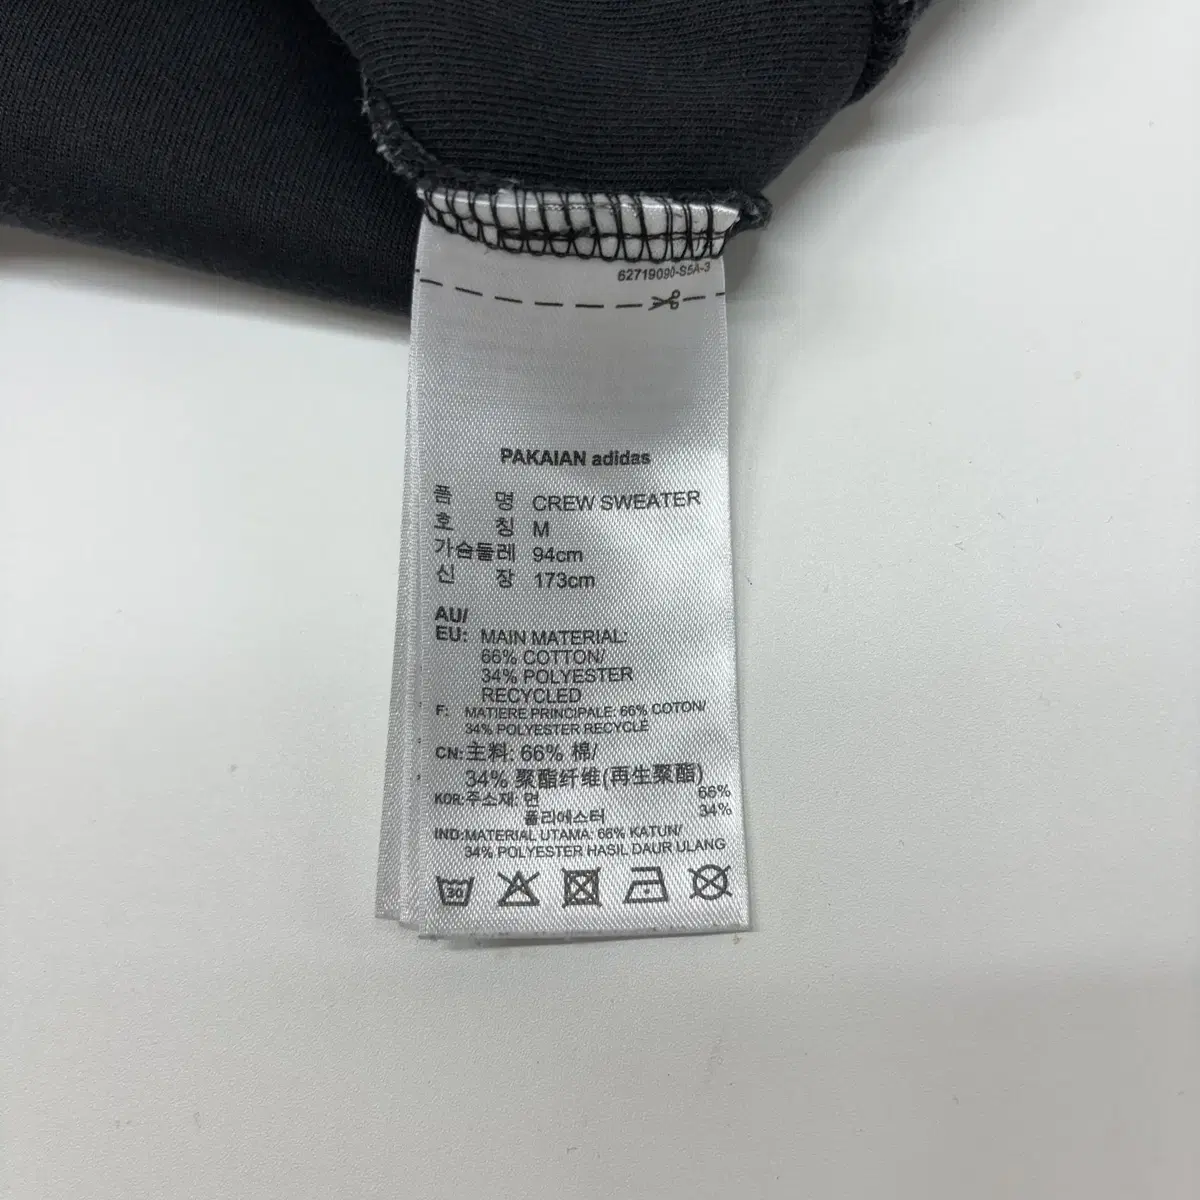 62719090-S5A-3
PAKAIAN adidas
품 명 CREW SWEATER
호 칭 M
가슴둘레 94cm
신 장 173cm
AU/
EU: MAIN MATERIAL:
66% COTTON/
34% POLYESTER
RECYCLED
F: MATIERE PRINCIPALE: 66% COTON/
34% POLYESTER RECYCLÉ
CN:主料: 66% 棉/
34% 聚酯纤维(再生聚酯)
KOR:주소재: 면 66%
폴리에스터 34%
IND:MATERIAL UTAMA: 66% KATUN/
34% POLYESTER HASIL DAUR ULANG
30